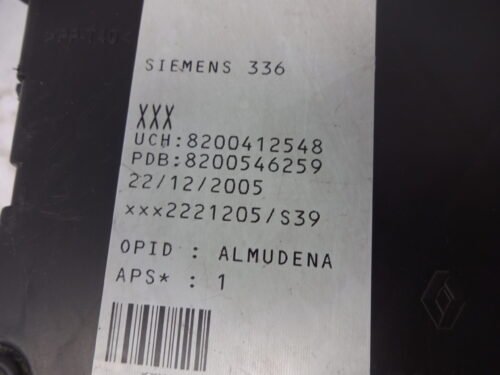 SIEMENS 336
XXX
UCH:8200412548
PDB:8200546259
22/12/2005
xxx2221205/S39
OPID : ALMUDENA
APS* : 1